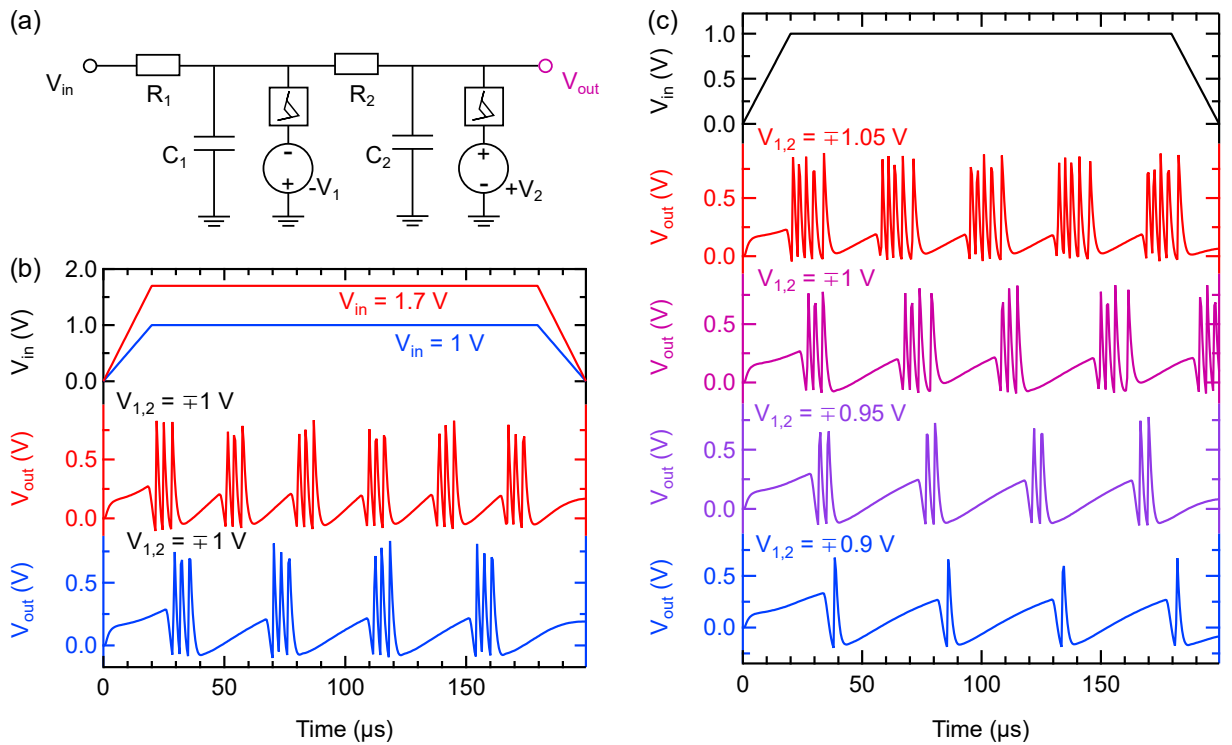 (a)
V_in
R_1
R_2
V_out
C_1
-
+
-V_1
C_2
+
-
+V_2
(b)
2.0
1.0
0.0
V_in (V)
V_in = 1.7 V
V_in = 1 V
V_1,2 = ∓1 V
0.5
0.0
V_out (V)
V_1,2 = ∓1 V
0.5
0.0
V_out (V)
0 50 100 150
Time (µs)
(c)
1.0
0.5
0.0
V_in (V)
V_1,2 = ∓1.05 V
0.5
0.0
V_out (V)
V_1,2 = ∓1 V
0.5
0.0
V_out (V)
V_1,2 = ∓0.95 V
0.5
0.0
V_out (V)
V_1,2 = ∓0.9 V
0.5
0.0
V_out (V)
0 50 100 150
Time (µs)